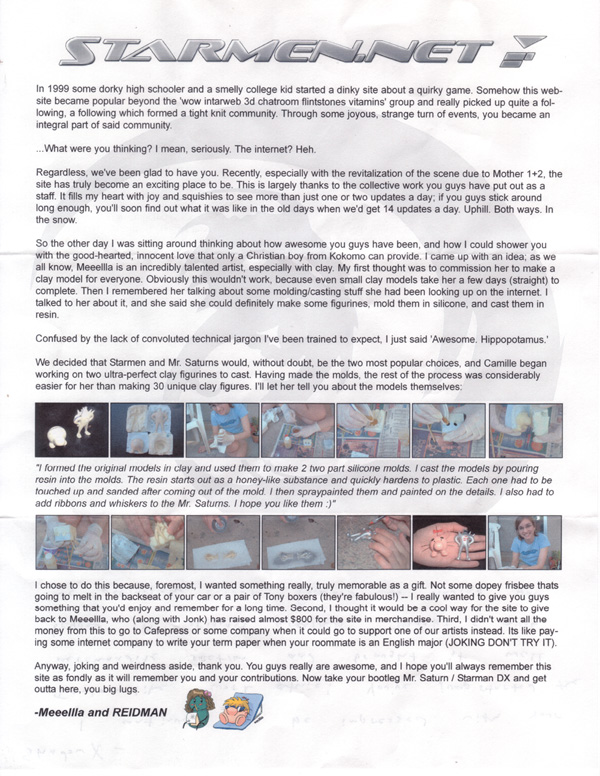 STARMEN.NET
In 1999 some dorky high schooler and a smelly college kid started a dinky site about a quirky game. Somehow this web-
site became popular beyond the 'wow intarweb 3d chatroom flintstones vitamins' group and really picked up quite a fol-
lowing, a following which formed a tight knit community. Through some joyous, strange turn of events, you became an
integral part of said community.
...What were you thinking? I mean, seriously. The internet? Heh.
Regardless, we've been glad to have you. Recently, especially with the revitalization of the scene due to Mother 1+2, the
site has truly become an exciting place to be. This is largely thanks to the collective work you guys have put out as a
staff. It fills my heart with joy and squishies to see more than just one or two updates a day; if you guys stick around
long enough, you'll soon find out what it was like in the old days when we'd get 14 updates a day. Uphill. Both ways. In
the snow.
So the other day I was sitting around thinking about how awesome you guys have been, and how I could shower you
with the good-hearted, innocent love that only a Christian boy from Kokomo can provide. I came up with an idea; as we
all know, Meeellla is an incredibly talented artist, especially with clay. My first thought was to commission her to make a
clay model for everyone. Obviously this wouldn't work, because even small clay models take her a few days (straight) to
complete. Then I remembered her talking about some molding/casting stuff she had been looking up on the internet. I
talked to her about it, and she said she could definitely make some figurines, mold them in silicone, and cast them in
resin.
Confused by the lack of convoluted technical jargon I've been trained to expect, I just said 'Awesome. Hippopotamus.'
We decided that Starmen and Mr. Saturns would, without doubt, be the two most popular choices, and Camille began
working on two ultra-perfect clay figurines to cast. Having made the molds, the rest of the process was considerably
easier for her than making 30 unique clay figures. I'll let her tell you about the models themselves:
"I formed the original models in clay and used them to make 2 two part silicone molds. I cast the models by pouring
resin into the molds. The resin starts out as a honey-like substance and quickly hardens to plastic. Each one had to be
touched up and sanded after coming out of the mold. I then spraypainted them and painted on the details. I also had to
add ribbons and whiskers to the Mr. Saturns. I hope you like them :)"
I chose to do this because, foremost, I wanted something really, truly memorable as a gift. Not some dopey frisbee thats
going to melt in the backseat of your car or a pair of Tony boxers (they're fabulous!) -- I really wanted to give you guys
something that you'd enjoy and remember for a long time. Second, I thought it would be a cool way for the site to give
back to Meeellla, who (along with Jonk) has raised almost $800 for the site in merchandise. Third, I didn't want all the
money from this to go to Cafepress or some company when it could go to support one of our artists instead. Its like pay-
ing some internet company to write your term paper when your roommate is an English major (JOKING DON'T TRY IT).
Anyway, joking and weirdness aside, thank you. You guys really are awesome, and I hope you'll always remember this
site as fondly as it will remember you and your contributions. Now take your bootleg Mr. Saturn / Starman DX and get
outta here, you big lugs.
-Meeellla and REIDMAN